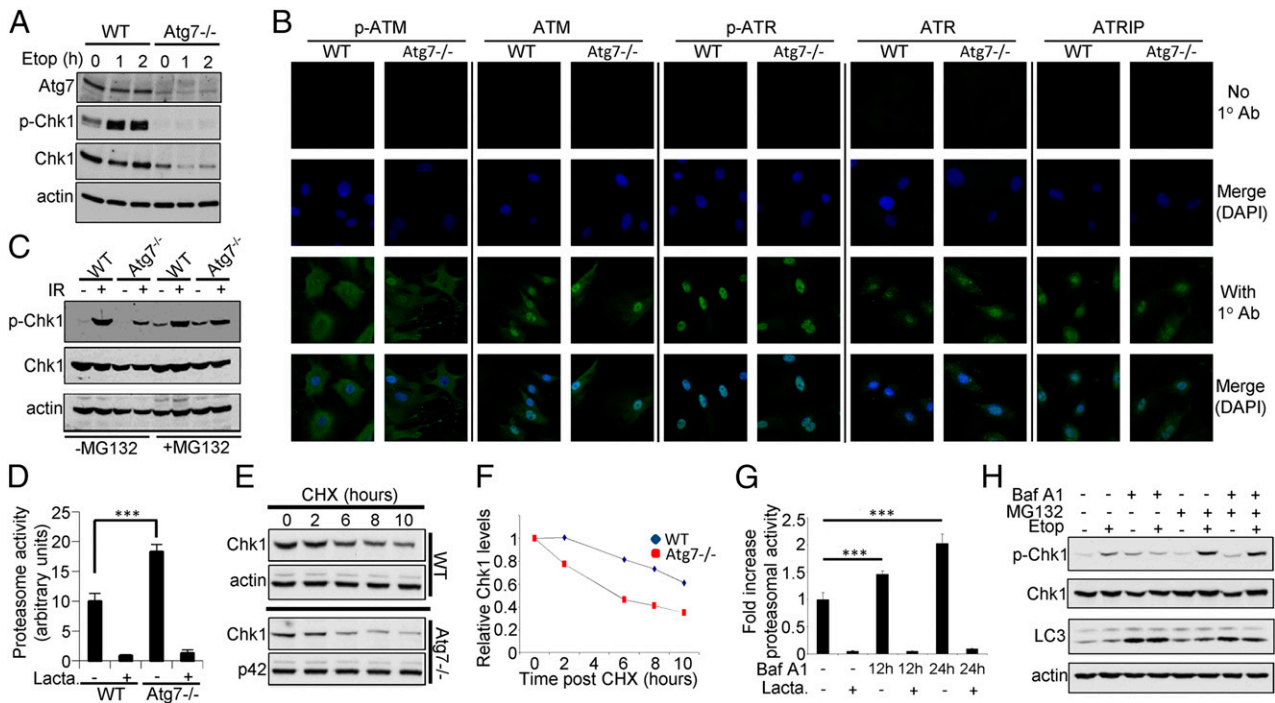 A
WT Atg7-/-
Etop (h) 0 1 2 0 1 2
Atg7
p-Chk1
Chk1
actin
B
p-ATM ATM p-ATR ATR ATRIP
WT Atg7-/- WT Atg7-/- WT Atg7-/- WT Atg7-/- WT Atg7-/-
No
1º Ab
Merge
(DAPI)
With
1º Ab
Merge
(DAPI)
C
WT Atg7-/- WT Atg7-/-
IR - + - + - + - +
p-Chk1
Chk1
actin
-MG132 +MG132
D
Proteasome activity
(arbitrary units)
25
20
15
10
5
0
***
Lacta. - + - +
WT Atg7-/-
E
CHX (hours)
0 2 6 8 10
Chk1
actin
WT
Chk1
p42
Atg7-/-
F
Relative Chk1 levels
1
0.8
0.6
0.4
0.2
0
WT
Atg7-/-
0 2 4 6 8 10
Time post CHX (hours)
G
Fold increase
proteasomal activity
2.5
2
1.5
1
0.5
0
***
***
Baf A1 - - 12h 12h 24h 24h
Lacta. - + - + - +
H
Baf A1 - - + + - - + +
MG132 - - - - + + + +
Etop - + - + - + - +
p-Chk1
Chk1
LC3
actin